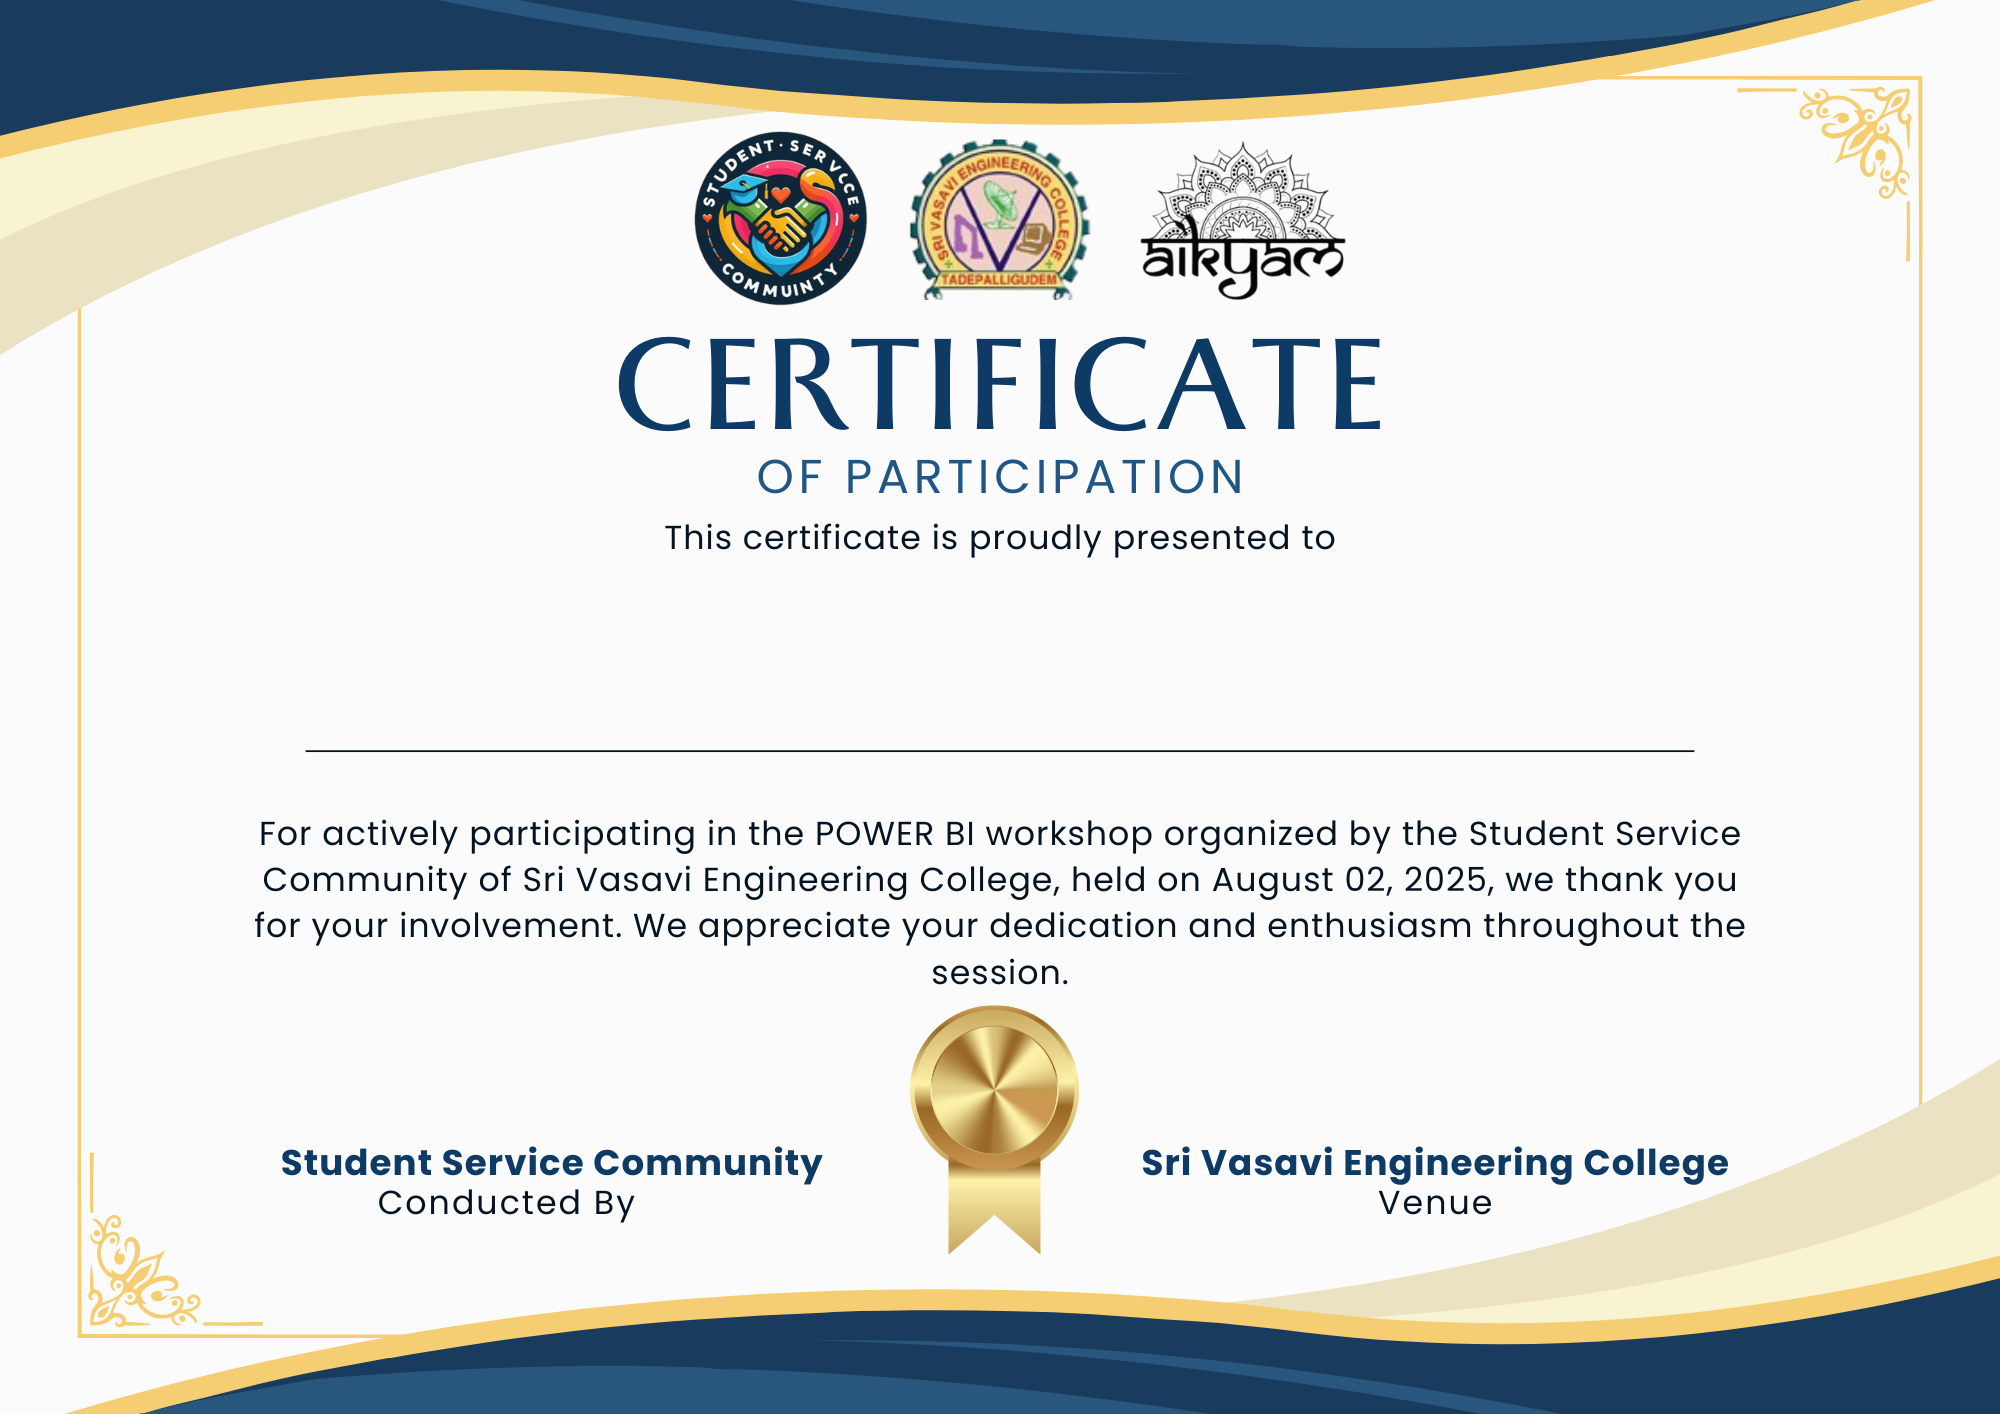 STUDENT · SERVICE
COMMUINTY
SRI VASAVI ENGINEERING COLLEGE
TADEPALLIGUDEM
aikyam
CERTIFICATE
OF PARTICIPATION
This certificate is proudly presented to
For actively participating in the POWER BI workshop organized by the Student Service
Community of Sri Vasavi Engineering College, held on August 02, 2025, we thank you
for your involvement. We appreciate your dedication and enthusiasm throughout the
session.
Student Service Community
Conducted By
Sri Vasavi Engineering College
Venue